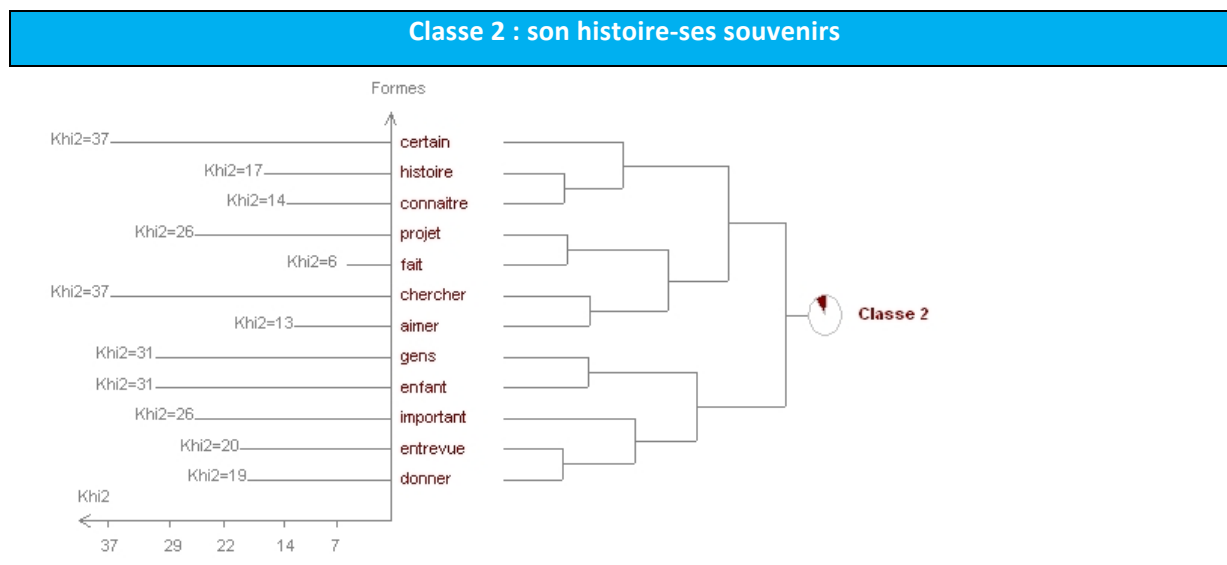 Classe 2 : son histoire-ses souvenirs
Formes
Khi2=37 certain
Khi2=17 histoire
Khi2=14 connaitre
Khi2=26 projet
Khi2=6 fait
Khi2=37 chercher
Khi2=13 aimer
Classe 2
Khi2=31 gens
Khi2=31 enfant
Khi2=26 important
Khi2=20 entrevue
Khi2=19 donner
Khi2
37 29 22 14 7